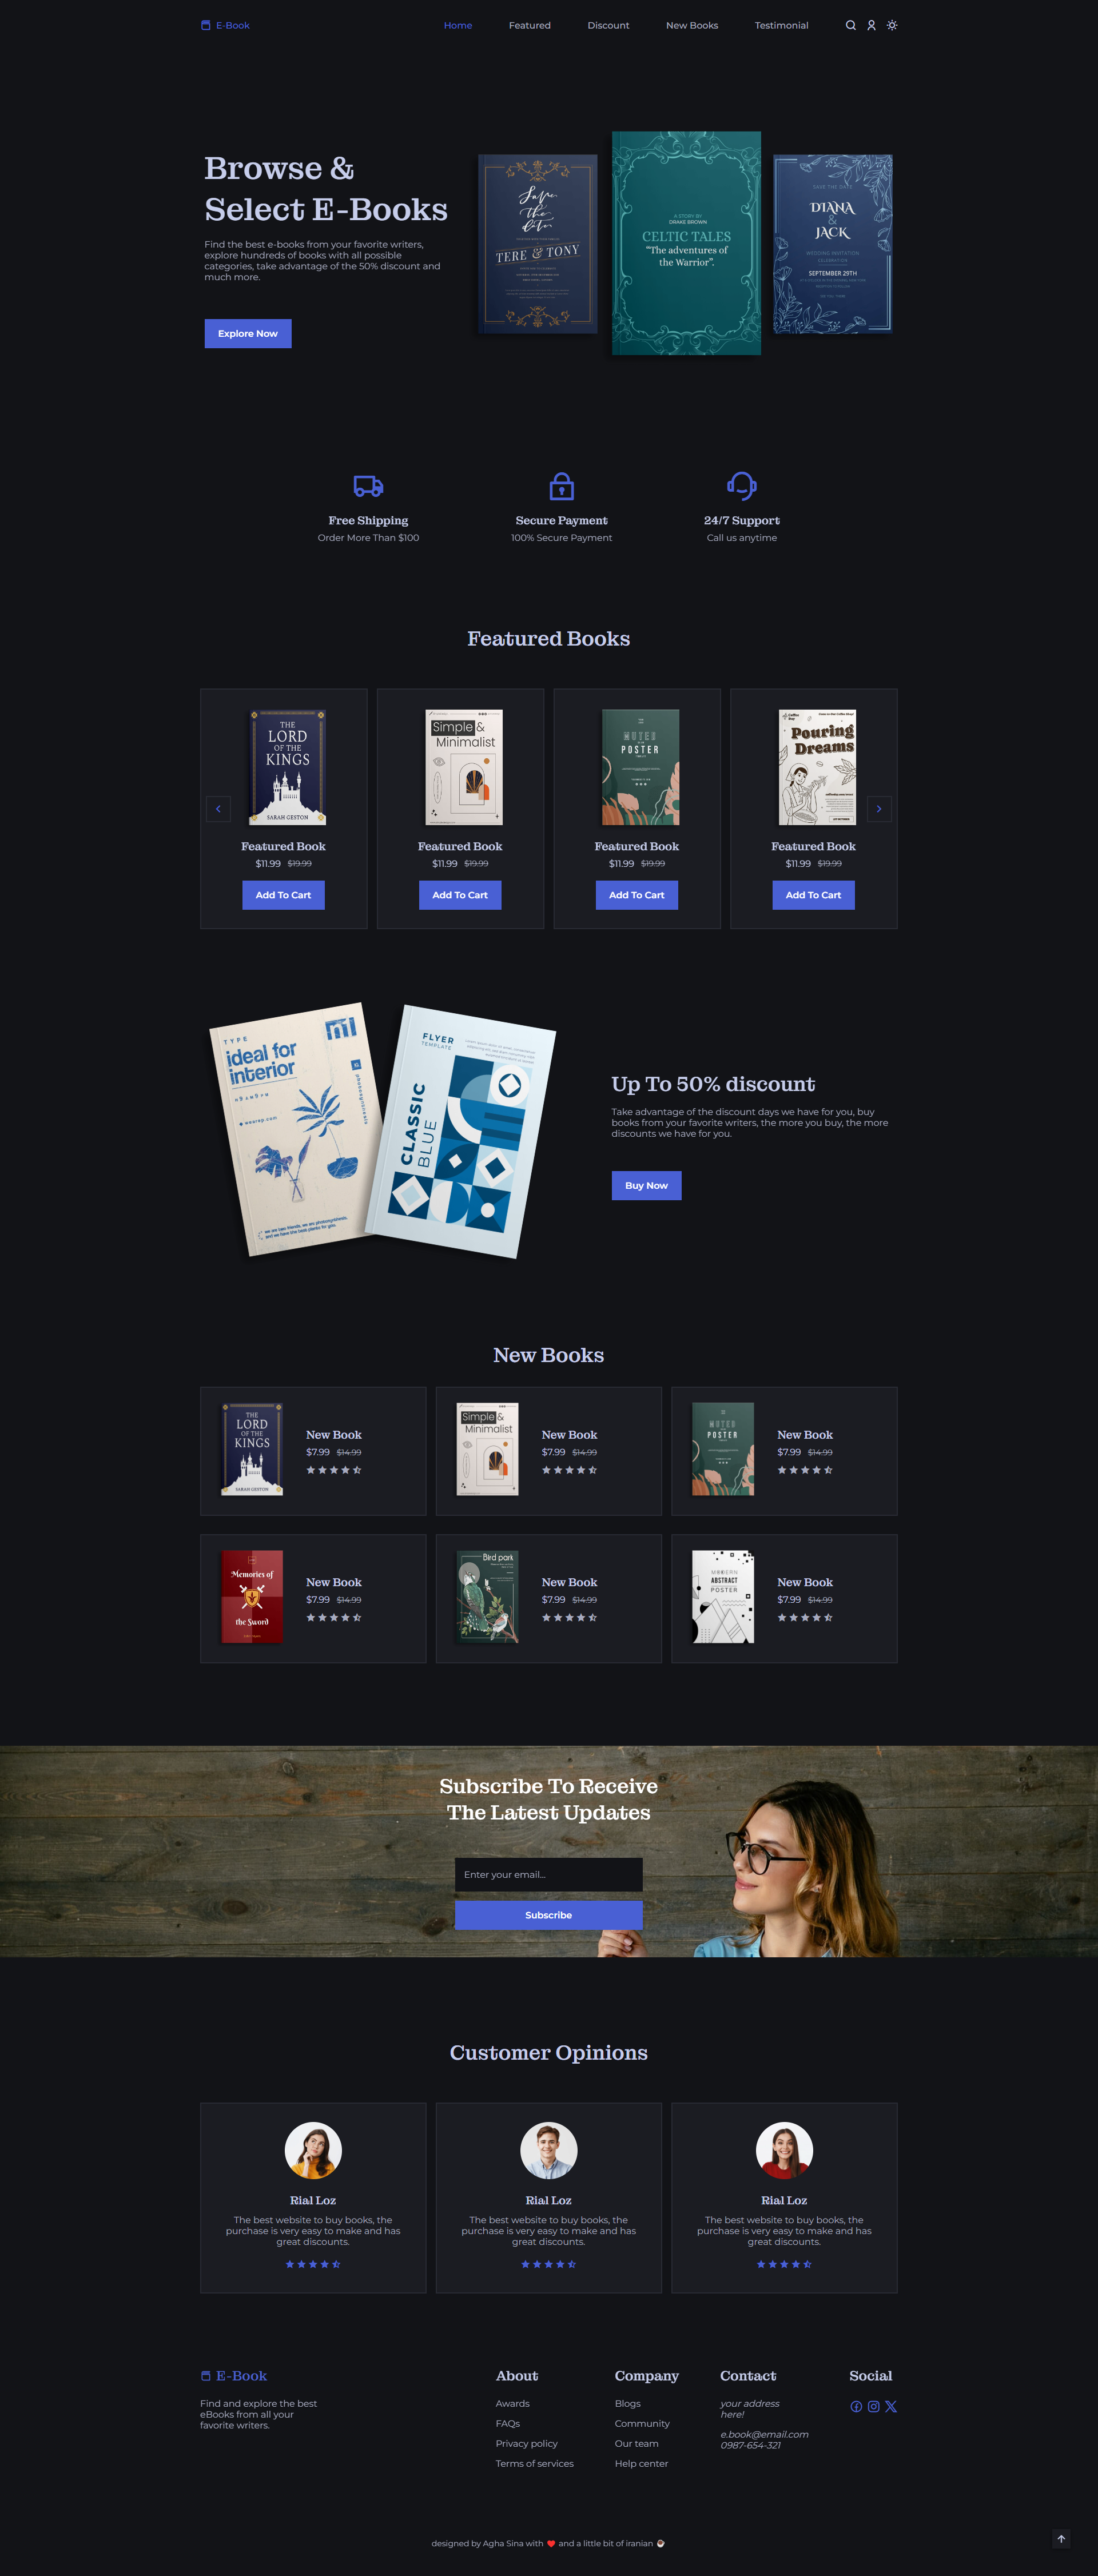 E-Book
Home
Featured
Discount
New Books
Testimonial
Browse &
Select E-Books
Find the best e-books from your favorite writers,
explore hundreds of books with all possible
categories, take advantage of the 50% discount and
much more.
Explore Now
Save
the
date
TERE & TONY
A STORY BY
DRAKE BROWN
CELTIC TALES
"The adventures of
the Warrior".
SAVE THE DATE
DIANA
&
JACK
WEDDING INVITATION
CELEBRATION
SEPTEMBER 29TH
Free Shipping
Order More Than $100
Secure Payment
100% Secure Payment
24/7 Support
Call us anytime
Featured Books
THE
LORD
OF THE
KINGS
SARAH GESTON
Simple &
Minimalist
MUTED
POSTER
Pouring
Dreams
Featured Book
$11.99 $19.99
Add To Cart
Featured Book
$11.99 $19.99
Add To Cart
Featured Book
$11.99 $19.99
Add To Cart
Featured Book
$11.99 $19.99
Add To Cart
TYPE
ideal for
interior
FLYER
TEMPLATE
CLASSIC
BLUE
Up To 50% discount
Take advantage of the discount days we have for you, buy
books from your favorite writers, the more you buy, the more
discounts we have for you.
Buy Now
New Books
THE
LORD
OF THE
KINGS
SARAH GESTON
New Book
$7.99 $14.99
Simple &
Minimalist
New Book
$7.99 $14.99
MUTED
POSTER
New Book
$7.99 $14.99
Memories of
the Sword
New Book
$7.99 $14.99
Bird park
New Book
$7.99 $14.99
MODERN
ABSTRACT
POSTER
New Book
$7.99 $14.99
Subscribe To Receive
The Latest Updates
Enter your email...
Subscribe
Customer Opinions
Rial Loz
The best website to buy books, the
purchase is very easy to make and has
great discounts.
Rial Loz
The best website to buy books, the
purchase is very easy to make and has
great discounts.
Rial Loz
The best website to buy books, the
purchase is very easy to make and has
great discounts.
E-Book
Find and explore the best
eBooks from all your
favorite writers.
About
Awards
FAQs
Privacy policy
Terms of services
Company
Blogs
Community
Our team
Help center
Contact
your address
here!
e.book@email.com
0987-654-321
Social
designed by Agha Sina with ❤️ and a little bit of iranian ☕